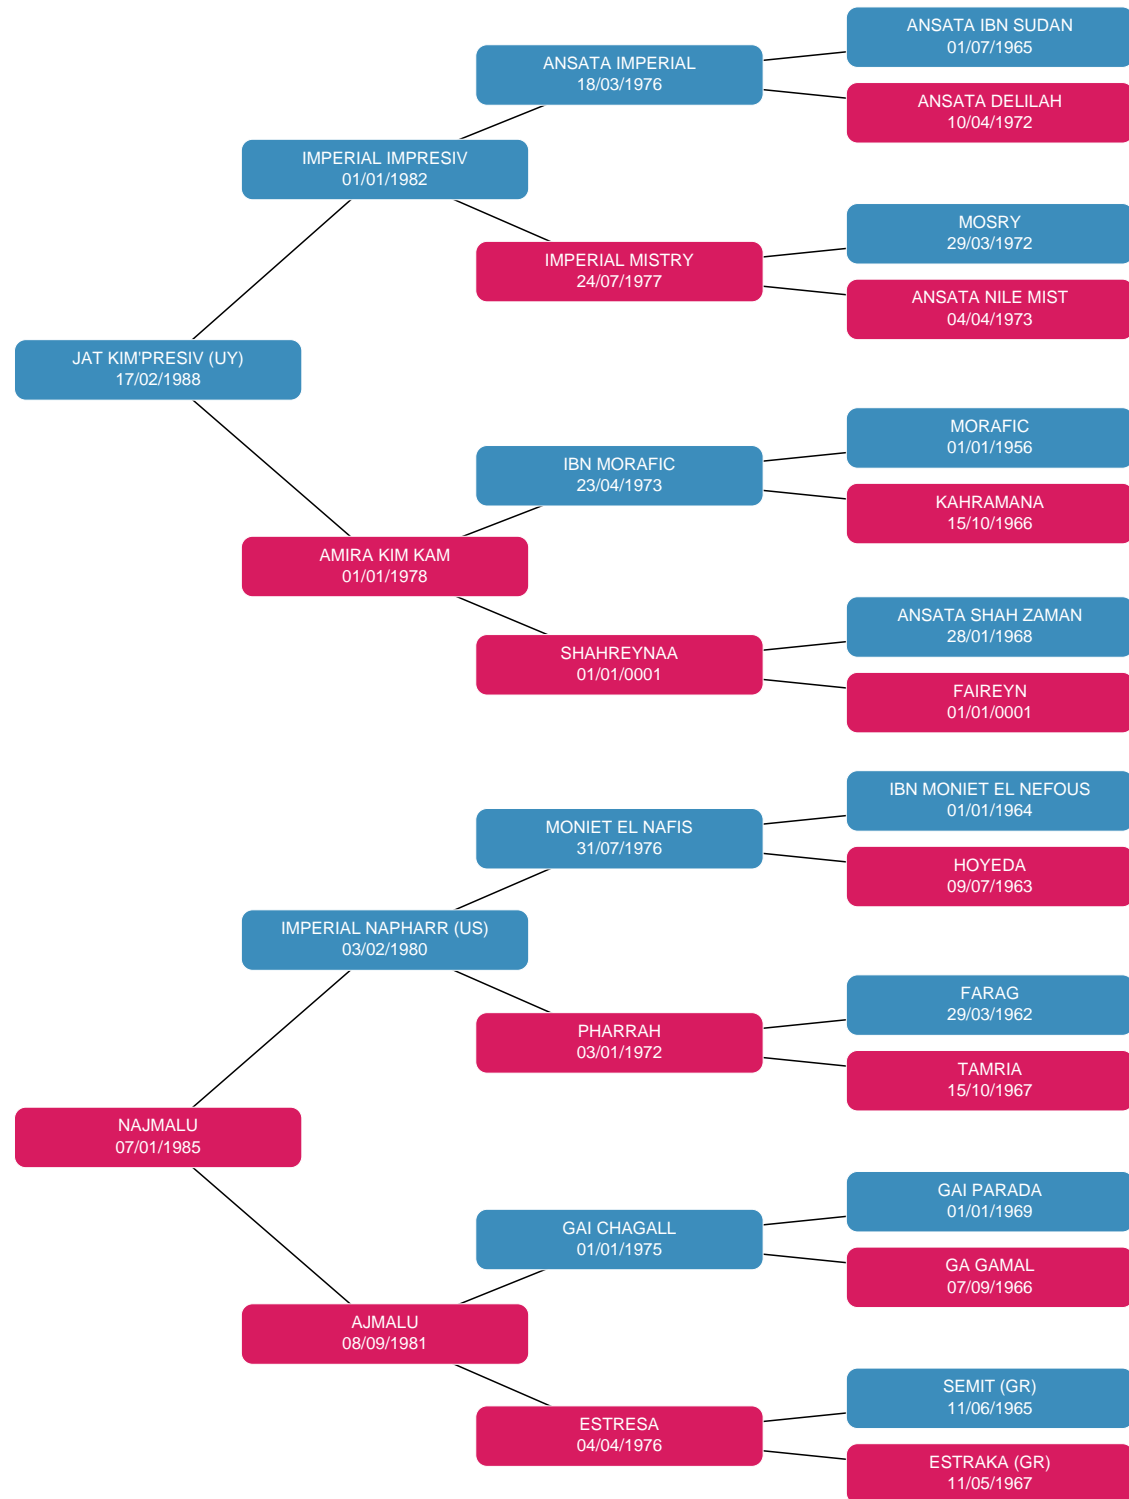 ANSATA IBN SUDAN
01/07/1965
ANSATA IMPERIAL
18/03/1976
ANSATA DELILAH
10/04/1972
IMPERIAL IMPRESIV
01/01/1982
MOSRY
29/03/1972
IMPERIAL MISTRY
24/07/1977
ANSATA NILE MIST
04/04/1973
JAT KIM'PRESIV (UY)
17/02/1988
MORAFIC
01/01/1956
IBN MORAFIC
23/04/1973
KAHRAMANA
15/10/1966
AMIRA KIM KAM
01/01/1978
ANSATA SHAH ZAMAN
28/01/1968
SHAHREYNAA
01/01/0001
FAIREYN
01/01/0001
IBN MONIET EL NEFOUS
01/01/1964
MONIET EL NAFIS
31/07/1976
HOYEDA
09/07/1963
IMPERIAL NAPHARR (US)
03/02/1980
FARAG
29/03/1962
PHARRAH
03/01/1972
TAMRIA
15/10/1967
NAJMALU
07/01/1985
GAI PARADA
01/01/1969
GAI CHAGALL
01/01/1975
GA GAMAL
07/09/1966
AJMALU
08/09/1981
SEMIT (GR)
11/06/1965
ESTRESA
04/04/1976
ESTRAKA (GR)
11/05/1967